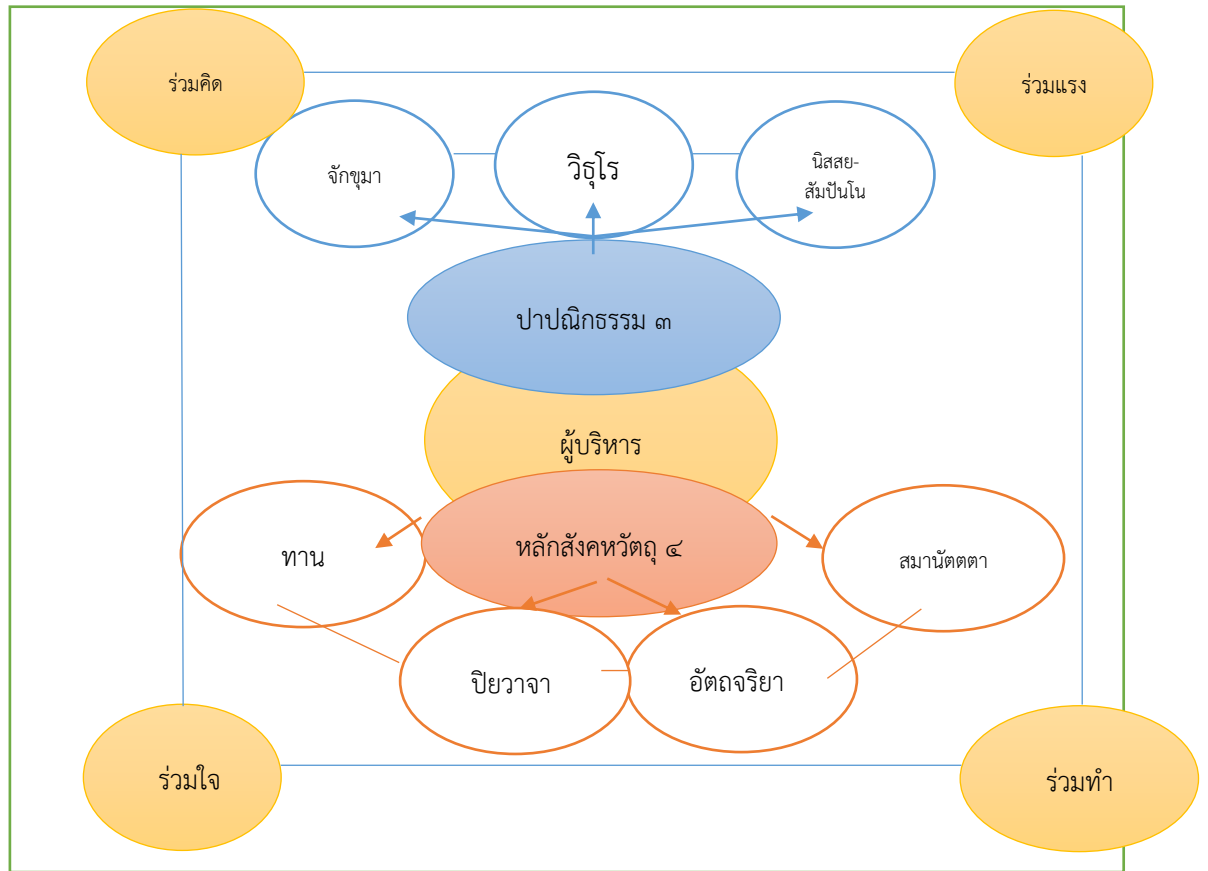 ร่วมคิด
ร่วมแรง
จักขุมา
วิธุโร
นิสสย-
สัมปันโน
ปาปณิกธรรม ๓
ผู้บริหาร
หลักสังคหวัตถุ ๔
ทาน
สมานัตตตา
ปิยวาจา
อัตถจริยา
ร่วมใจ
ร่วมทำ